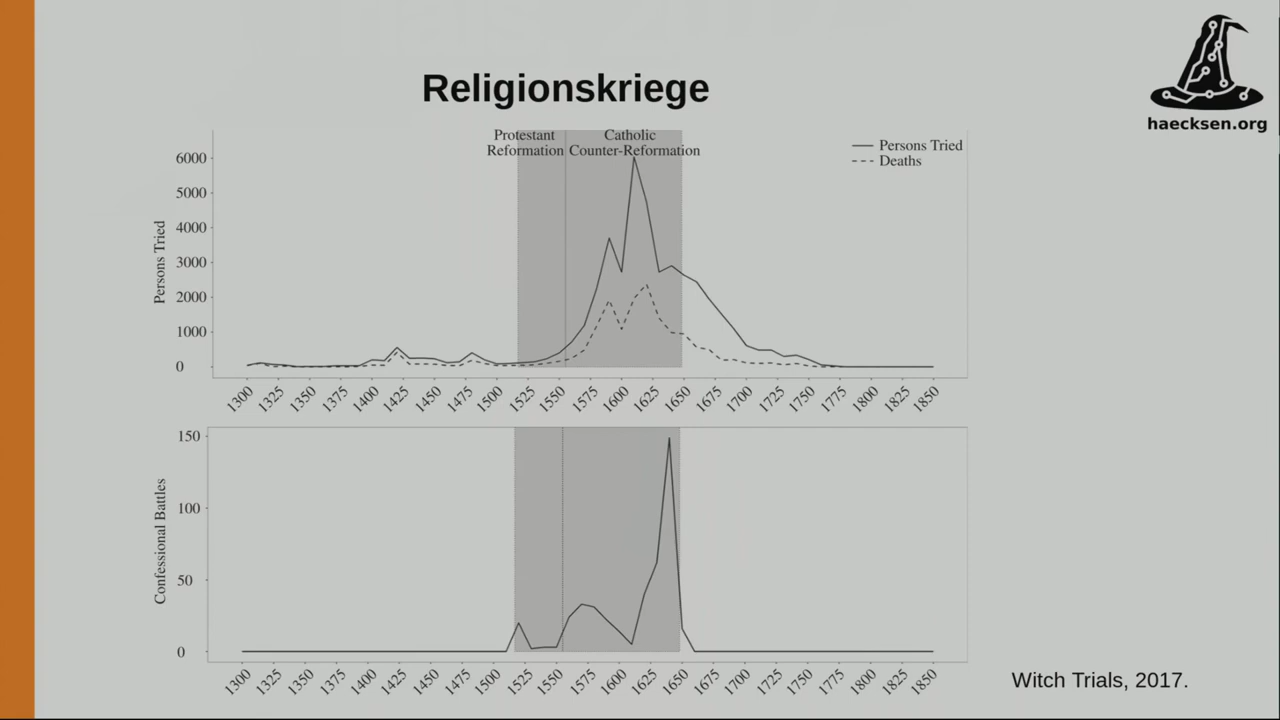 Religionskriege
haecksen.org
Protestant
Reformation
Catholic
Counter-Reformation
Persons Tried
Deaths
Persons Tried
6000
5000
4000
3000
2000
1000
0
1300 1325 1350 1375 1400 1425 1450 1475 1500 1525 1550 1575 1600 1625 1650 1675 1700 1725 1750 1775 1800 1825 1850
Confessional Battles
150
100
50
0
1300 1325 1350 1375 1400 1425 1450 1475 1500 1525 1550 1575 1600 1625 1650 1675 1700 1725 1750 1775 1800 1825 1850
Witch Trials, 2017.